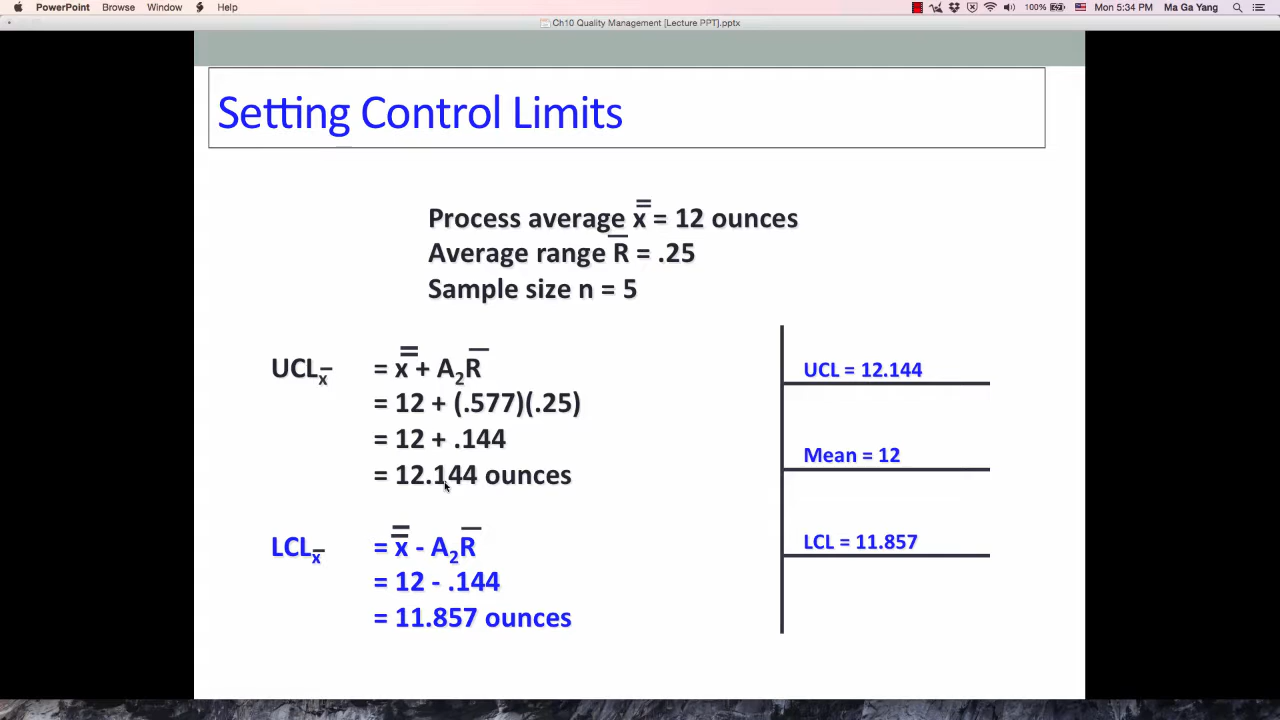 PowerPoint Browse Window Help 100% Mon 5:34 PM Ma Ga Yang
Ch10 Quality Management [Lecture PPT].pptx
Setting Control Limits
Process average x̿ = 12 ounces
Average range R̅ = .25
Sample size n = 5
UCLx̅ = x̿ + A₂R̅
= 12 + (.577)(.25)
= 12 + .144
= 12.144 ounces
LCLx̅ = x̿ - A₂R̅
= 12 - .144
= 11.857 ounces
UCL = 12.144
Mean = 12
LCL = 11.857